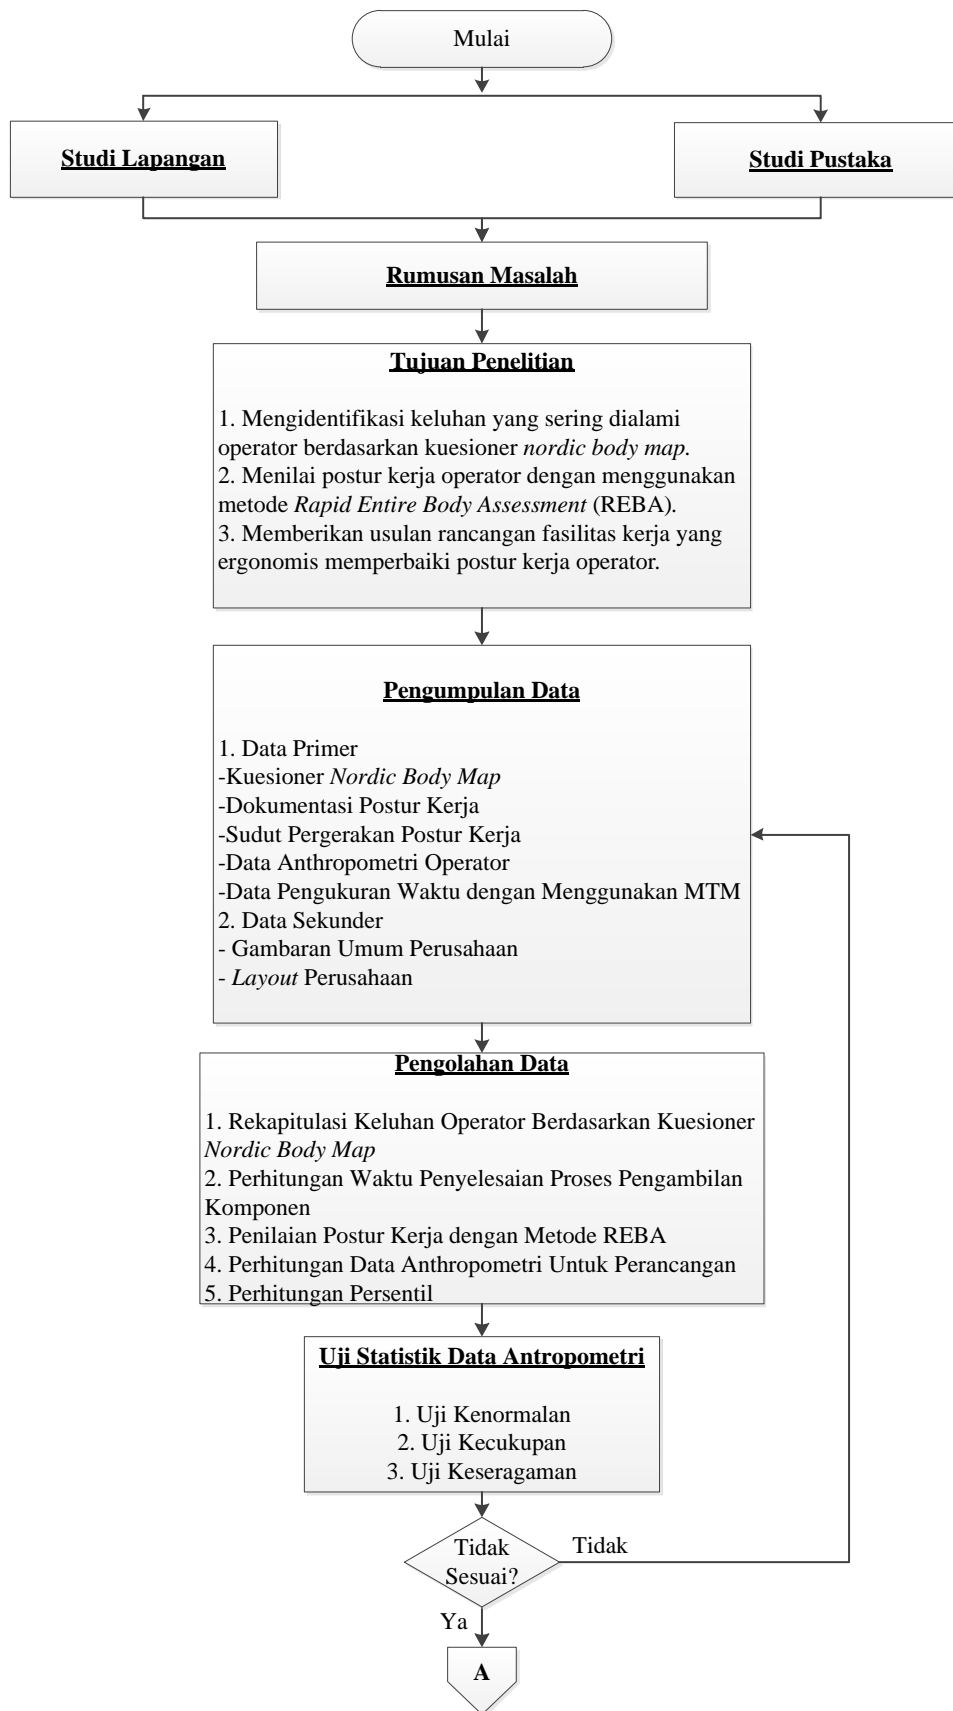 Mulai
Studi Lapangan
Studi Pustaka
Rumusan Masalah
Tujuan Penelitian
1. Mengidentifikasi keluhan yang sering dialami
operator berdasarkan kuesioner nordic body map.
2. Menilai postur kerja operator dengan menggunakan
metode Rapid Entire Body Assessment (REBA).
3. Memberikan usulan rancangan fasilitas kerja yang
ergonomis memperbaiki postur kerja operator.
Pengumpulan Data
1. Data Primer
-Kuesioner Nordic Body Map
-Dokumentasi Postur Kerja
-Sudut Pergerakan Postur Kerja
-Data Anthropometri Operator
-Data Pengukuran Waktu dengan Menggunakan MTM
2. Data Sekunder
- Gambaran Umum Perusahaan
- Layout Perusahaan
Pengolahan Data
1. Rekapitulasi Keluhan Operator Berdasarkan Kuesioner
Nordic Body Map
2. Perhitungan Waktu Penyelesaian Proses Pengambilan
Komponen
3. Penilaian Postur Kerja dengan Metode REBA
4. Perhitungan Data Anthropometri Untuk Perancangan
5. Perhitungan Persentil
Uji Statistik Data Antropometri
1. Uji Kenormalan
2. Uji Kecukupan
3. Uji Keseragaman
Tidak
Sesuai?
Tidak
Ya
A